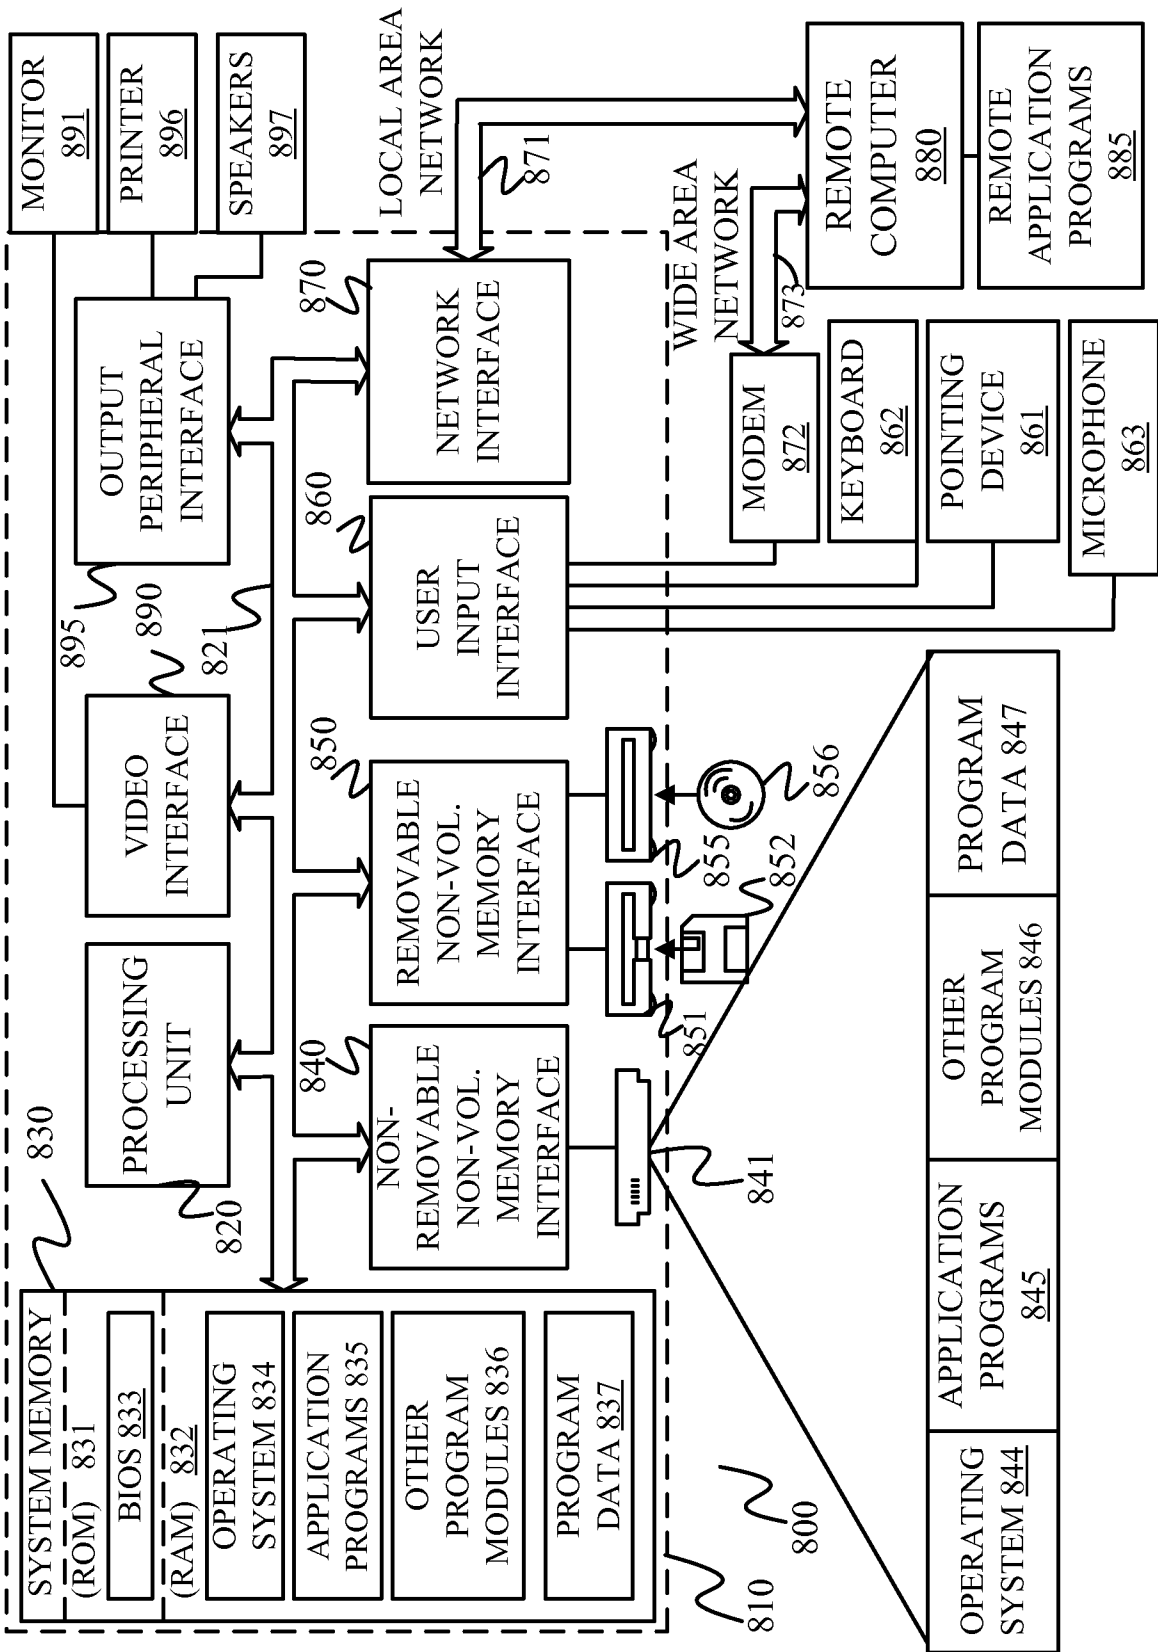 SYSTEM MEMORY
(ROM) 831
BIOS 833
(RAM) 832
OPERATING
SYSTEM 834
APPLICATION
PROGRAMS 835
OTHER
PROGRAM
MODULES 836
PROGRAM
DATA 837
830
PROCESSING
UNIT
820
VIDEO
INTERFACE
890
821
OUTPUT
PERIPHERAL
INTERFACE
895
MONITOR
891
PRINTER
896
SPEAKERS
897
NON-
REMOVABLE
NON-VOL.
MEMORY
INTERFACE
840
REMOVABLE
NON-VOL.
MEMORY
INTERFACE
850
USER
INPUT
INTERFACE
860
NETWORK
INTERFACE
870
LOCAL AREA
NETWORK
871
841
851
852
855
856
WIDE AREA
NETWORK
873
MODEM
872
KEYBOARD
862
POINTING
DEVICE
861
MICROPHONE
863
REMOTE
COMPUTER
880
REMOTE
APPLICATION
PROGRAMS
885
810
800
OPERATING
SYSTEM 844
APPLICATION
PROGRAMS
845
OTHER
PROGRAM
MODULES 846
PROGRAM
DATA 847